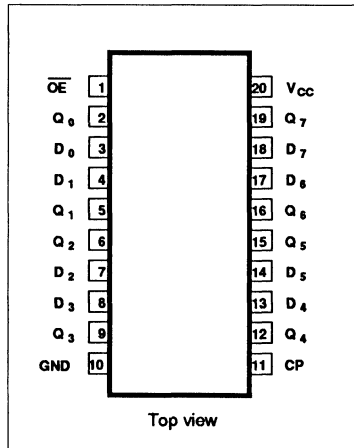 OE 1 20 VCC
Q0 2 19 Q7
D0 3 18 D7
D1 4 17 D6
Q1 5 16 Q6
Q2 6 15 Q5
D2 7 14 D5
D3 8 13 D4
Q3 9 12 Q4
GND 10 11 CP
Top view